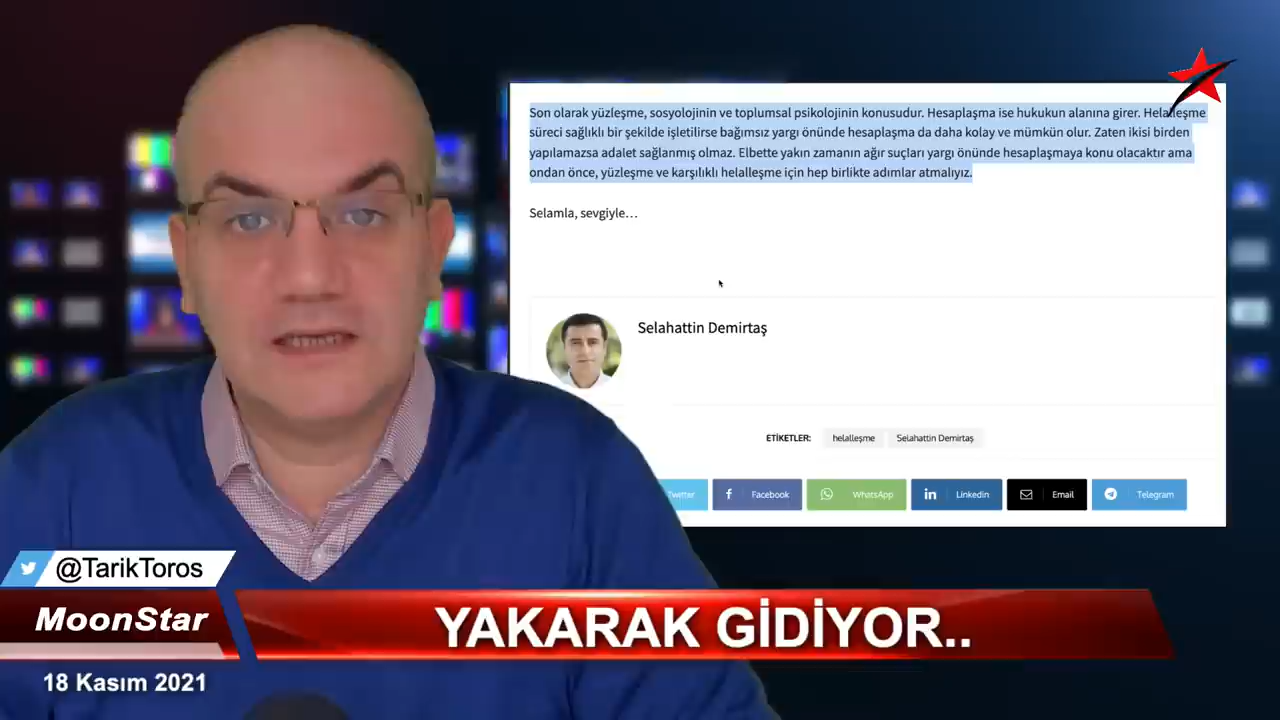 Son olarak yüzleşme, sosyolojinin ve toplumsal psikolojinin konusudur. Hesaplaşma ise hukukun alanına girer. Helalleşme
süreci sağlıklı bir şekilde işletilirse bağımsız yargı önünde hesaplaşma da daha kolay ve mümkün olur. Zaten ikisi birden
yapılamazsa adalet sağlanmış olmaz. Elbette yakın zamanın ağır suçları yargı önünde hesaplaşmaya konu olacaktır ama
ondan önce, yüzleşme ve karşılıklı helalleşme için hep birlikte adımlar atmalıyız.
Selamla, sevgiyle…
Selahattin Demirtaş
ETİKETLER: helalleşme Selahattin Demirtaş
Twitter Facebook WhatsApp Linkedin Email Telegram
@TarikToros
MoonStar
YAKARAK GİDİYOR..
18 Kasım 2021